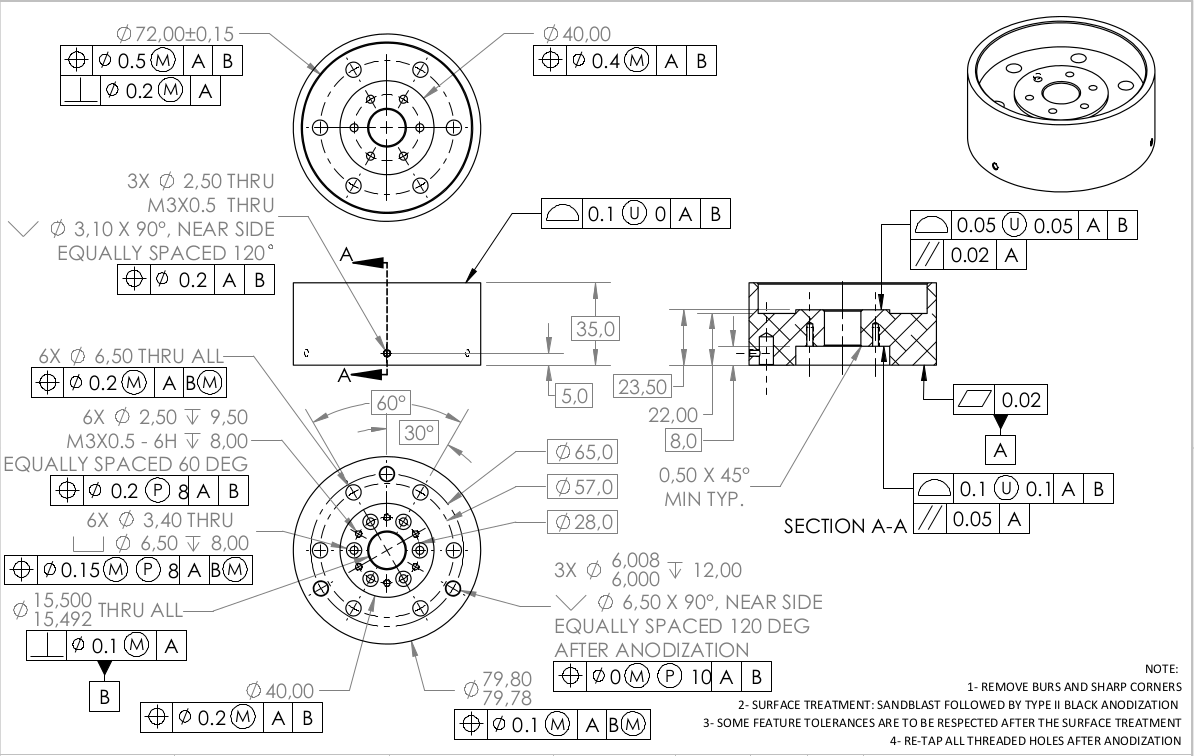 ⌀72,00±0,15
⌖ ⌀ 0.5 Ⓜ A B
⟂ ⌀ 0.2 Ⓜ A
⌀40,00
⌖ ⌀ 0.4 Ⓜ A B
3X ⌀ 2,50 THRU
M3X0.5 THRU
⌵ ⌀ 3,10 X 90°, NEAR SIDE
EQUALLY SPACED 120°
⌖ ⌀ 0.2 A B
⌓ 0.1 Ⓤ 0 A B
A
A
35,0
5,0
⌓ 0.05 Ⓤ 0.05 A B
// 0.02 A
23,50
22,00
8,0
0,50 X 45°
MIN TYP.
⏥ 0.02
A
⌓ 0.1 Ⓤ 0.1 A B
// 0.05 A
SECTION A-A
6X ⌀ 6,50 THRU ALL
⌖ ⌀ 0.2 Ⓜ A B Ⓜ
6X ⌀ 2,50 ↧ 9,50
M3X0.5 - 6H ↧ 8,00
EQUALLY SPACED 60 DEG
⌖ ⌀ 0.2 Ⓟ 8 A B
6X ⌀ 3,40 THRU
⌴ ⌀ 6,50 ↧ 8,00
⌖ ⌀ 0.15 Ⓜ Ⓟ 8 A B Ⓜ
⌀ 15,500
15,492 THRU ALL
⟂ ⌀ 0.1 Ⓜ A
B
60°
30°
⌀65,0
⌀57,0
⌀28,0
⌀40,00
⌖ ⌀ 0.2 Ⓜ A B
⌀ 79,80
79,78
⌖ ⌀ 0.1 Ⓜ A B Ⓜ
3X ⌀ 6,008
6,000 ↧ 12,00
⌵ ⌀ 6,50 X 90°, NEAR SIDE
EQUALLY SPACED 120 DEG
AFTER ANODIZATION
⌖ ⌀ 0 Ⓜ Ⓟ 10 A B
NOTE:
1- REMOVE BURS AND SHARP CORNERS
2- SURFACE TREATMENT: SANDBLAST FOLLOWED BY TYPE II BLACK ANODIZATION
3- SOME FEATURE TOLERANCES ARE TO BE RESPECTED AFTER THE SURFACE TREATMENT
4- RE-TAP ALL THREADED HOLES AFTER ANODIZATION